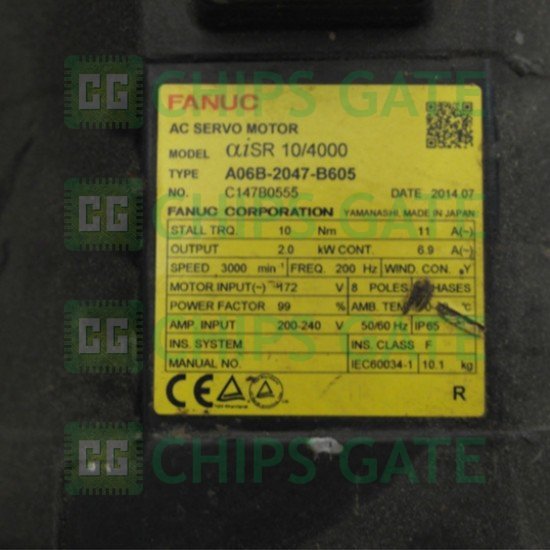 CHIPS GATE
FANUC
AC SERVO MOTOR
MODEL αiSR 10/4000
TYPE A06B-2047-B605
NO. C147B0555 DATE 2014.07
FANUC CORPORATION YAMANASHI, MADE IN JAPAN
STALL TRQ. 10 Nm 11 A(~)
OUTPUT 2.0 kW CONT. 6.9 A(~)
SPEED 3000 min⁻¹ FREQ. 200 Hz WIND. CON. Y
MOTOR INPUT(~) 172 V 8 POLES PHASES
POWER FACTOR 99 % AMB. TEMP. °C
AMP. INPUT 200-240 V 50/60 Hz IP65
INS. SYSTEM INS. CLASS F
MANUAL NO. IEC60034-1 10.1 kg
CE R
CHIPS GATE
CHIPS GATE